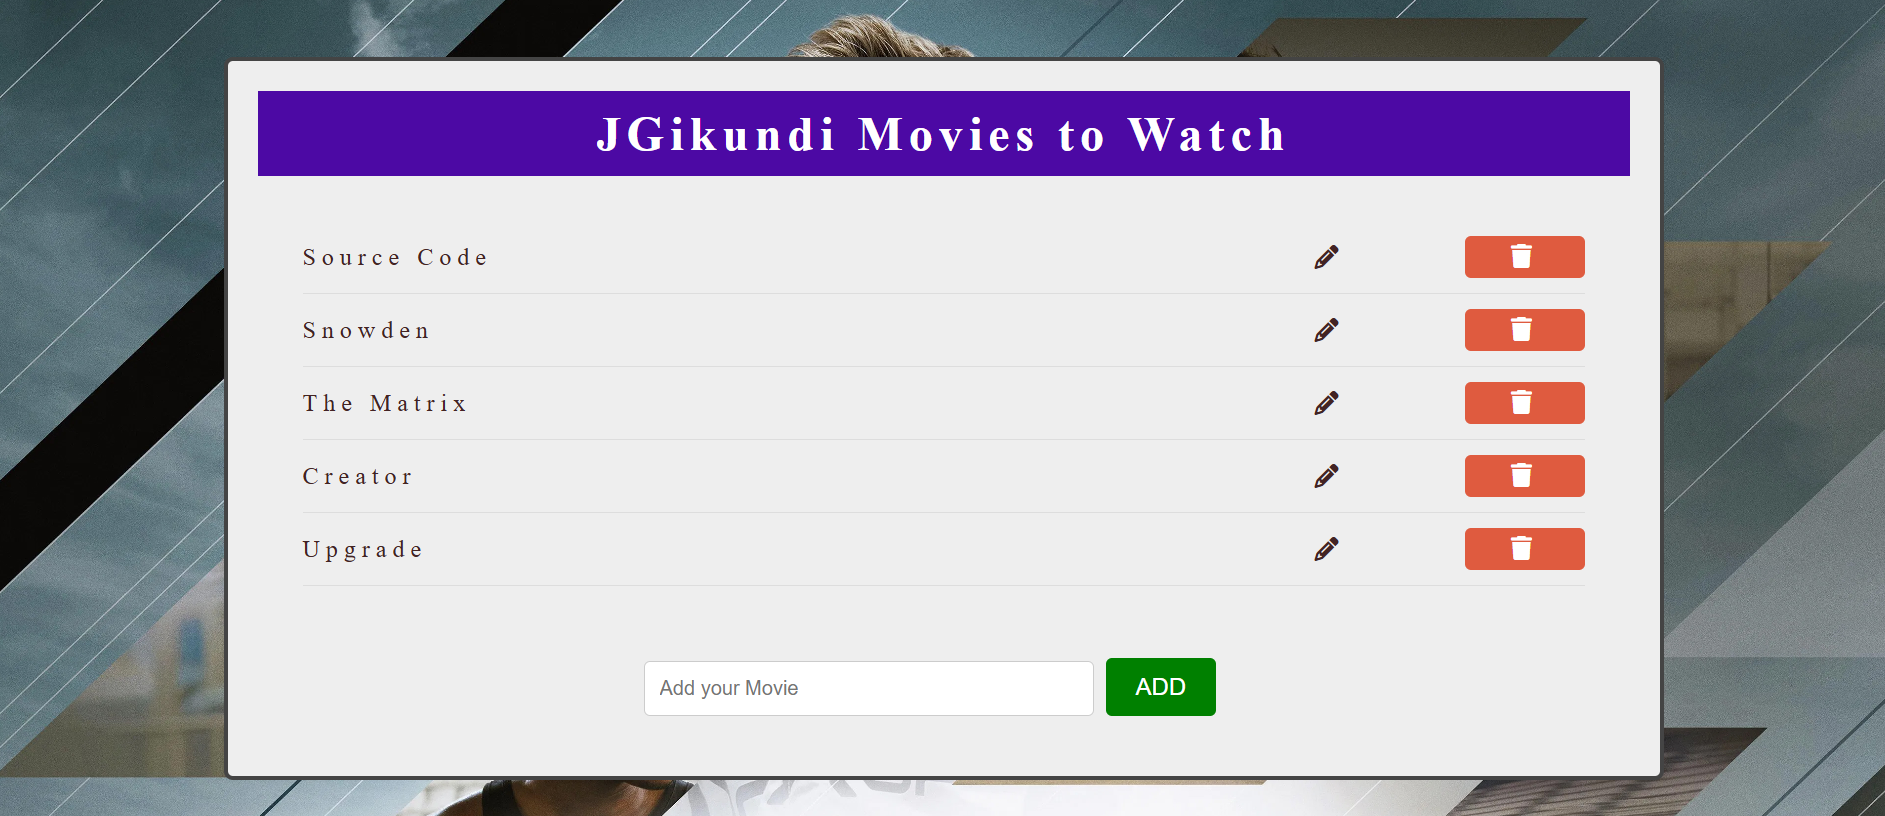 JGikundi Movies to Watch
Source Code
Snowden
The Matrix
Creator
Upgrade
Add your Movie ADD